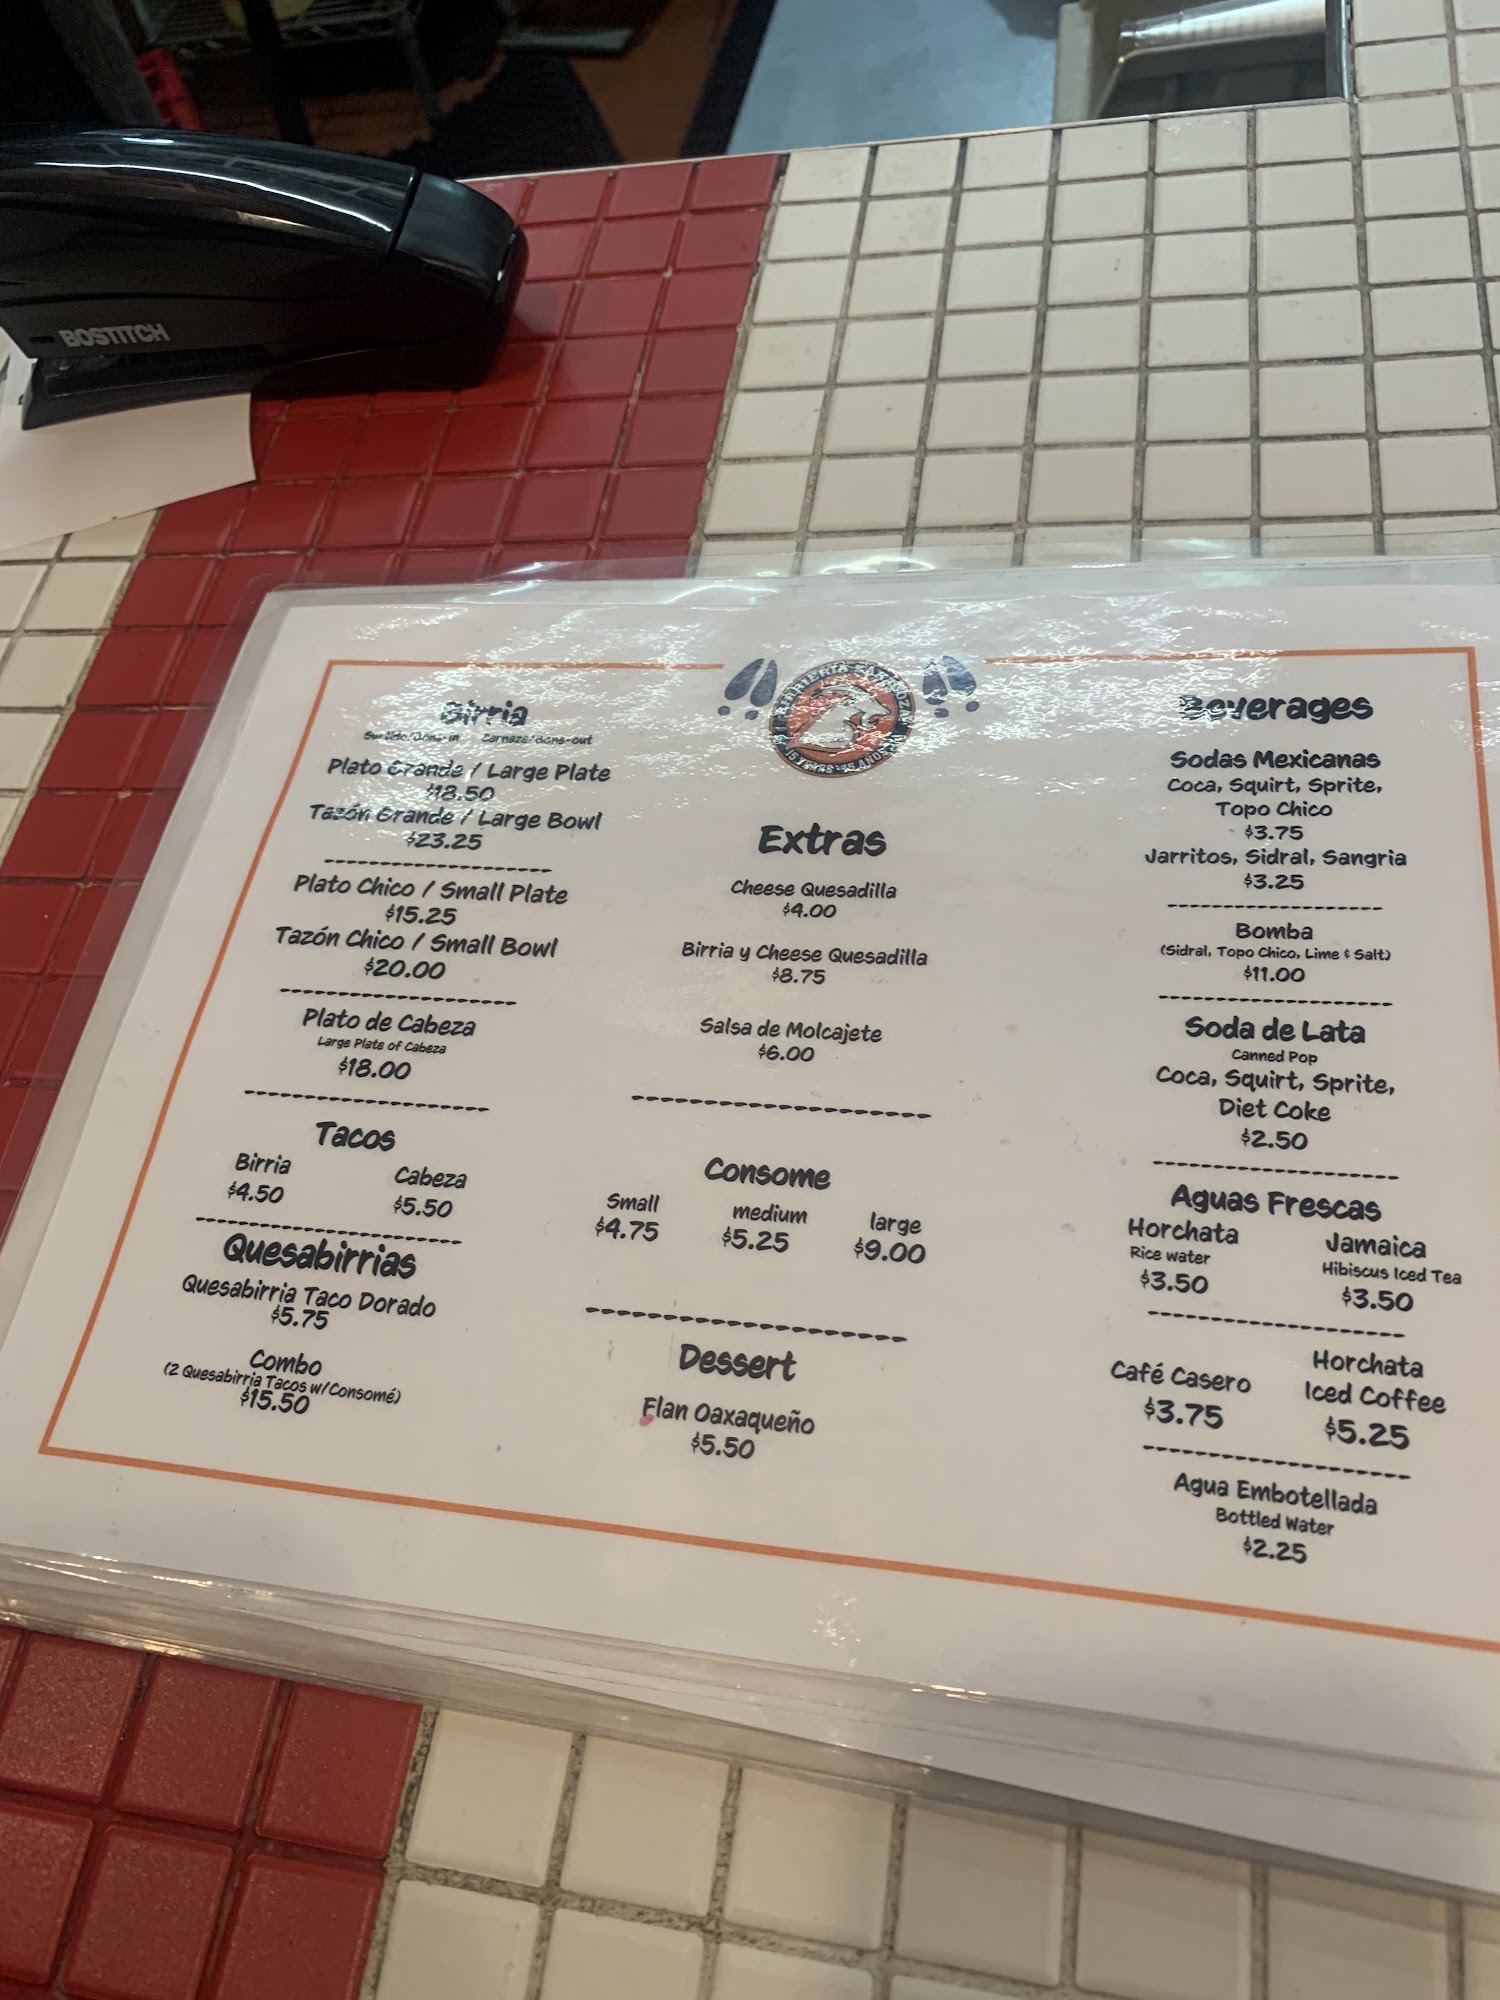 BOSTITCH
Birria
Surtido/Bone-in Carnaza/Bone-out
Plato Grande / Large Plate
$18.50
Tazón Grande / Large Bowl
$23.25
Plato Chico / Small Plate
$15.25
Tazón Chico / Small Bowl
$20.00
Plato de Cabeza
Large Plate of Cabeza
$18.00
Tacos
Birria Cabeza
$4.50 $5.50
Quesabirrias
Quesabirria Taco Dorado
$5.75
Combo
(2 Quesabirria Tacos w/Consomé)
$15.50
Extras
Cheese Quesadilla
$4.00
Birria y Cheese Quesadilla
$8.75
Salsa de Molcajete
$6.00
Consome
Small medium large
$4.75 $5.25 $9.00
Dessert
Flan Oaxaqueño
$5.50
Beverages
Sodas Mexicanas
Coca, Squirt, Sprite,
Topo Chico
$3.75
Jarritos, Sidral, Sangria
$3.25
Bomba
(Sidral, Topo Chico, Lime & Salt)
$11.00
Soda de Lata
Canned Pop
Coca, Squirt, Sprite,
Diet Coke
$2.50
Aguas Frescas
Horchata Jamaica
Rice water Hibiscus Iced Tea
$3.50 $3.50
Café Casero Horchata
Iced Coffee
$3.75 $5.25
Agua Embotellada
Bottled Water
$2.25